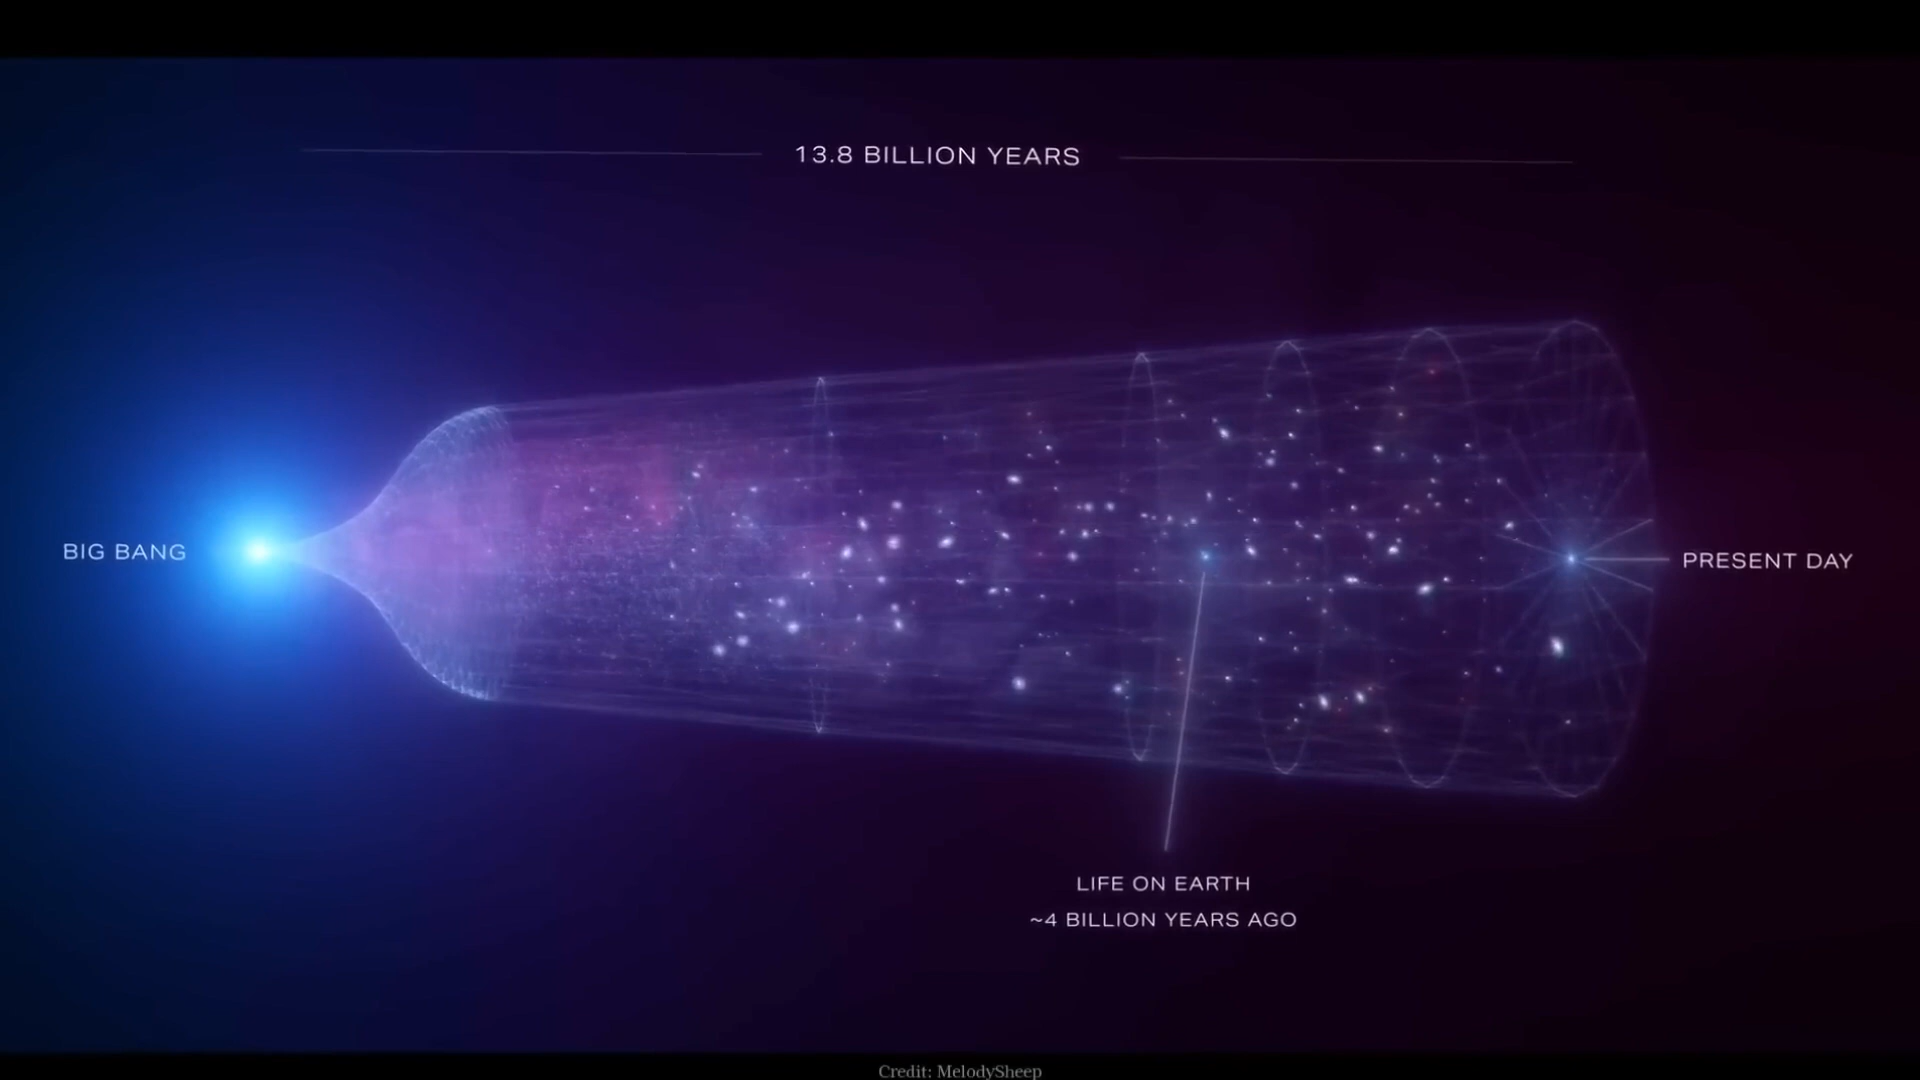 13.8 BILLION YEARS
BIG BANG
PRESENT DAY
LIFE ON EARTH
~4 BILLION YEARS AGO
Credit: MelodySheep